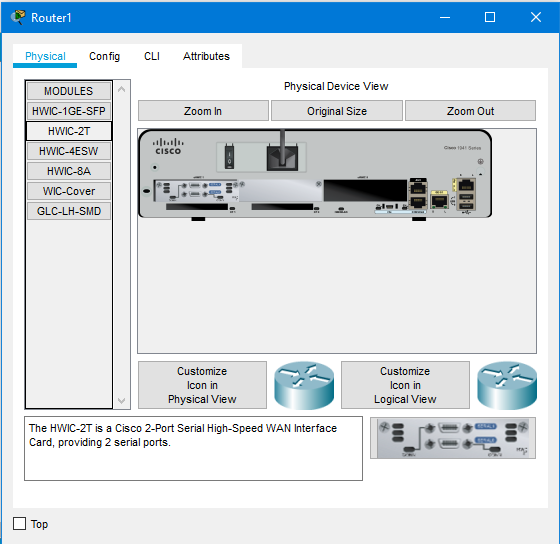 Router1
Physical Config CLI Attributes
MODULES
HWIC-1GE-SFP
HWIC-2T
HWIC-4ESW
HWIC-8A
WIC-Cover
GLC-LH-SMD
Physical Device View
Zoom In Original Size Zoom Out
CISCO
Cisco 1941 Series
Customize
Icon in
Physical View
Customize
Icon in
Logical View
The HWIC-2T is a Cisco 2-Port Serial High-Speed WAN Interface
Card, providing 2 serial ports.
Top